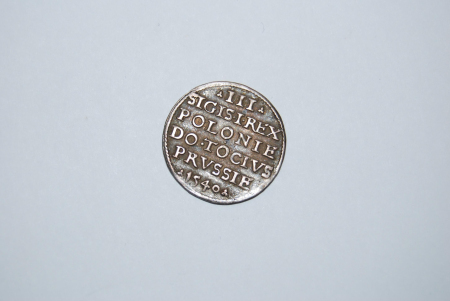 III
SIGIS·I·REX
POLONIE
DO·TOCIVS
PRVSSIE
1540